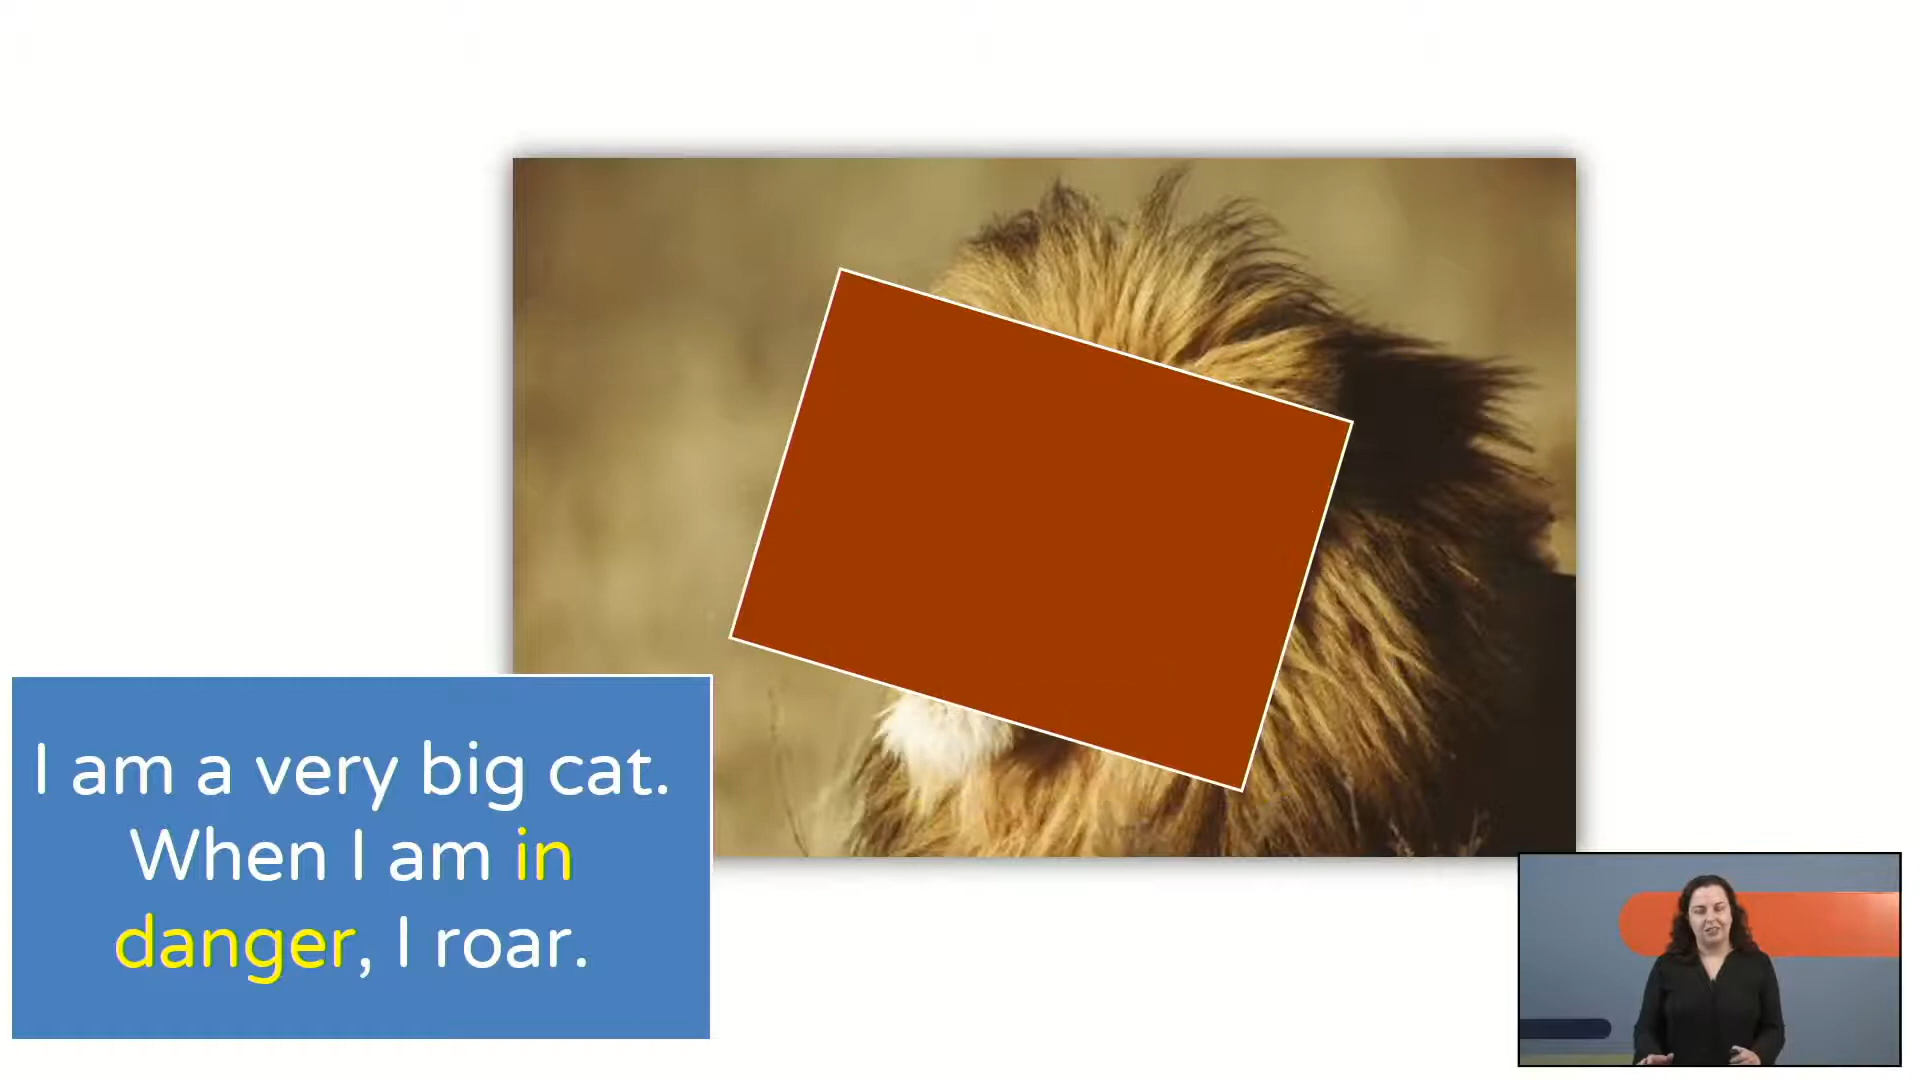 I am a very big cat.
When I am in
danger, I roar.